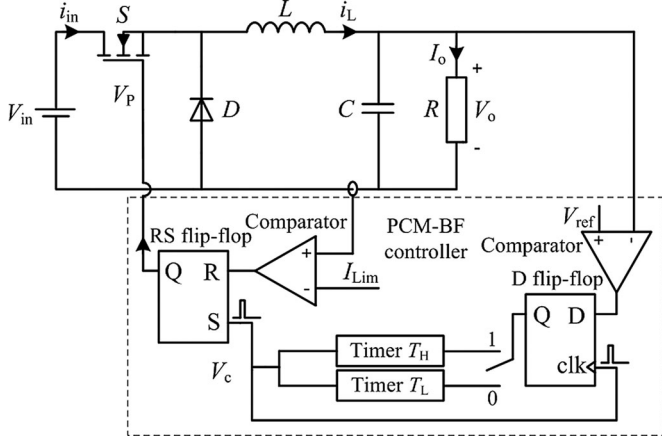 i_in
S
L
i_L
I_o
+
V_P
V_in
D
C
R
V_o
-
Comparator
PCM-BF
controller
V_ref
+ -
RS flip-flop
Comparator
Q R
+
I_Lim
-
D flip-flop
Q D
S
V_c
Timer T_H
1
clk
Timer T_L
0